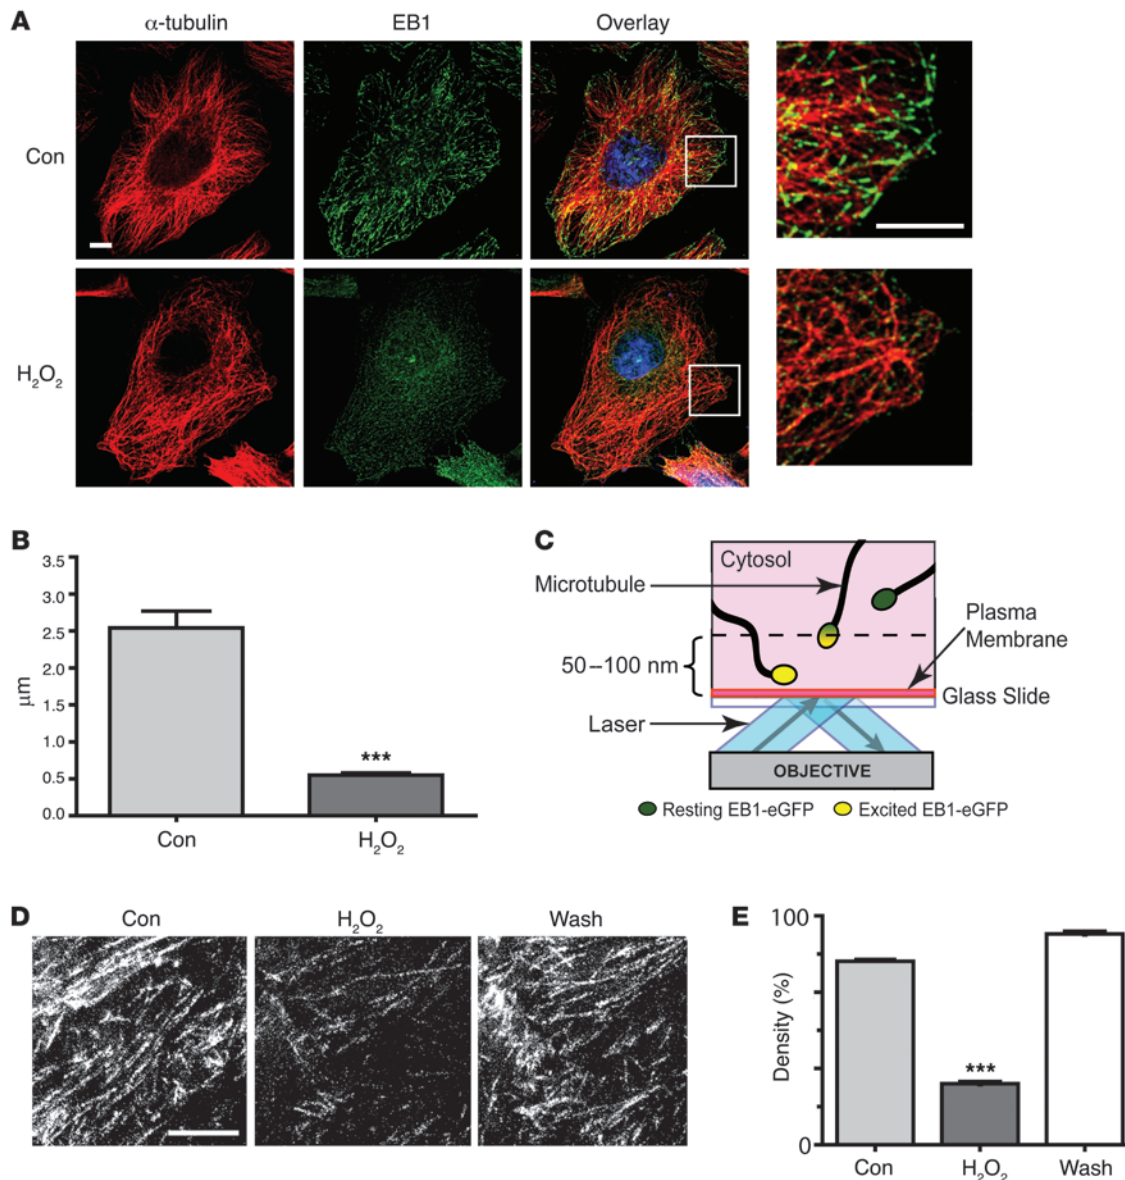 A
α-tubulin
EB1
Overlay
Con
H₂O₂
B
3.5
3.0
2.5
2.0
1.5
1.0
0.5
0.0
μm
***
Con
H₂O₂
C
Cytosol
Microtubule
Plasma
Membrane
50–100 nm
Glass Slide
Laser
OBJECTIVE
Resting EB1-eGFP
Excited EB1-eGFP
D
Con
H₂O₂
Wash
E
100
Density (%)
0
***
Con
H₂O₂
Wash